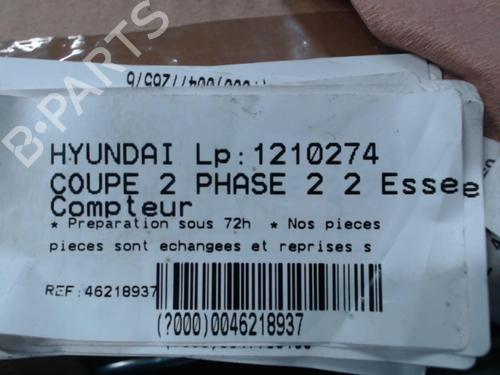 B-PARTS
HYUNDAI Lp:1210274
COUPE 2 PHASE 2 2 Essee
Compteur
* Preparation sous 72h * Nos pieces
pieces sont echangees et reprises s
REF:46218937
(?000)0046218937